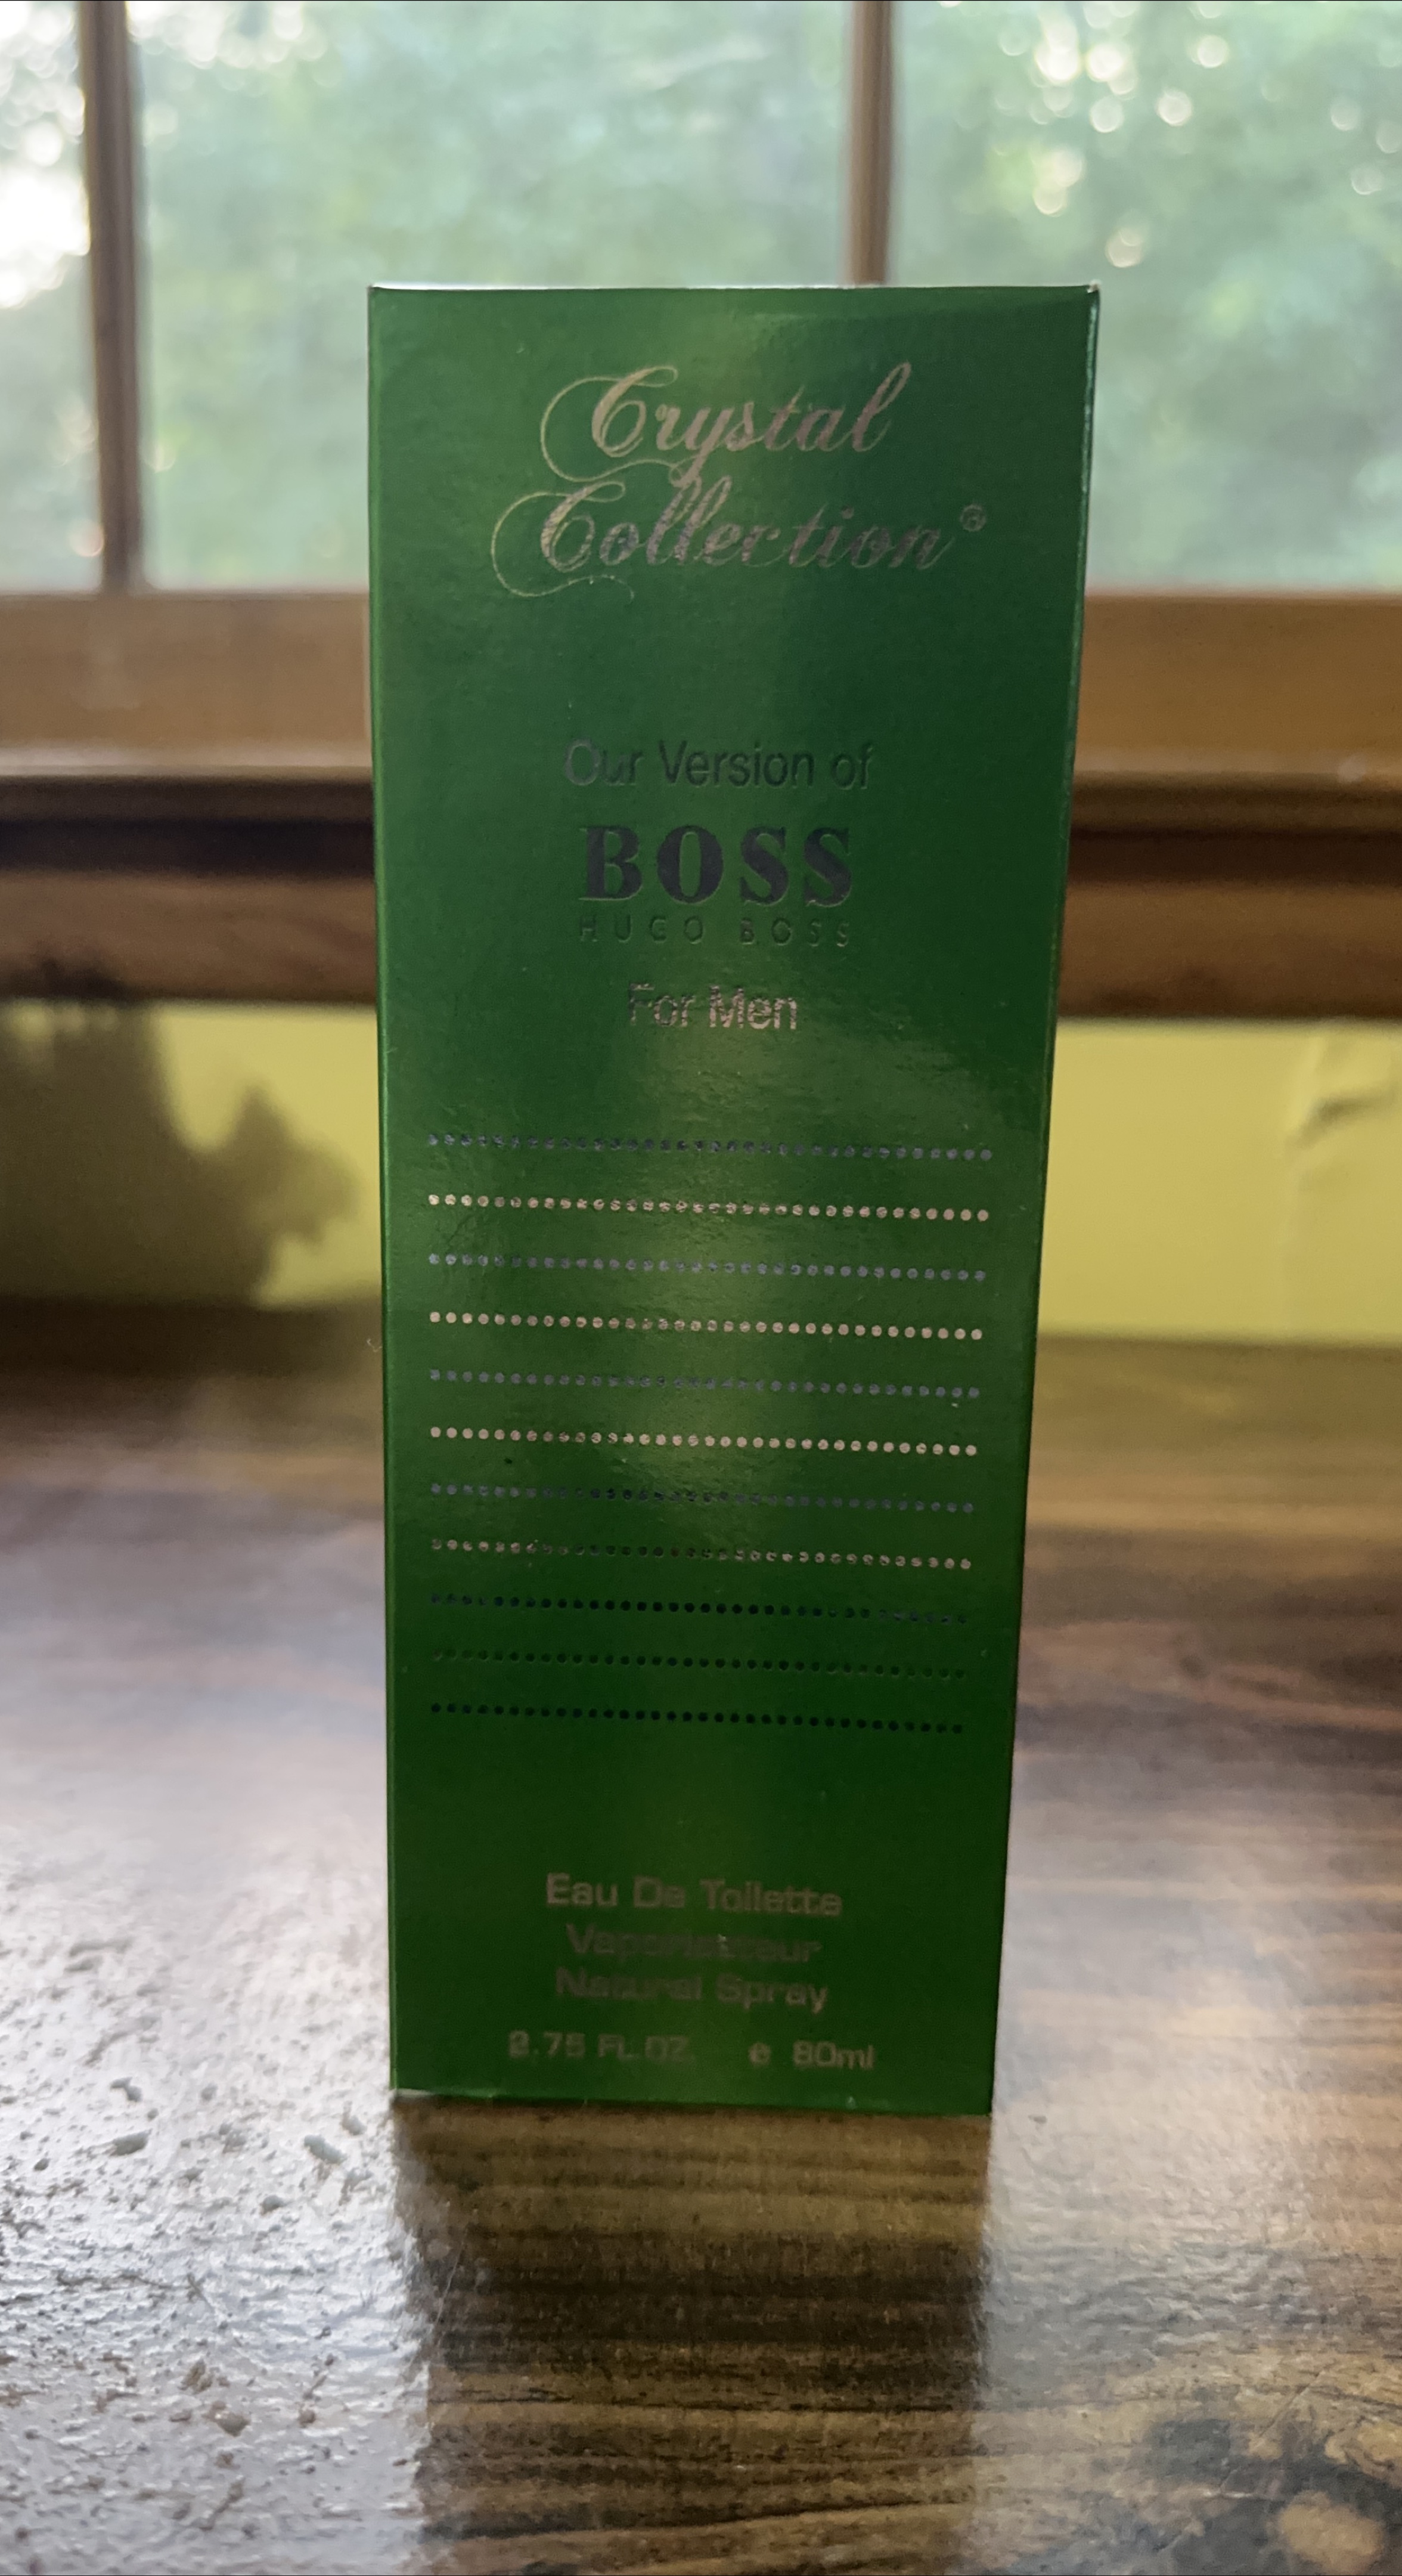 Crystal
Collection®
Our Version of
BOSS
HUGO BOSS
For Men
Eau De Toilette
Vaporisateur
Natural Spray
2.75 FL.OZ. e 80ml